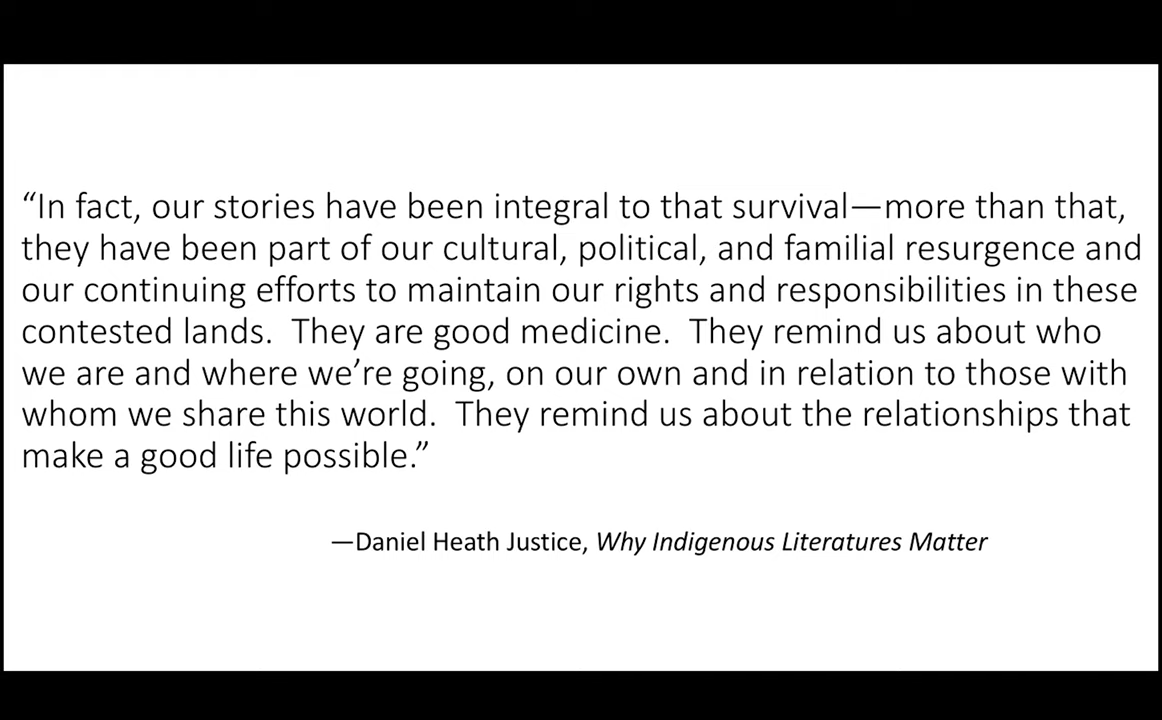 “In fact, our stories have been integral to that survival—more than that,
they have been part of our cultural, political, and familial resurgence and
our continuing efforts to maintain our rights and responsibilities in these
contested lands.  They are good medicine.  They remind us about who
we are and where we’re going, on our own and in relation to those with
whom we share this world.  They remind us about the relationships that
make a good life possible.”
—Daniel Heath Justice, Why Indigenous Literatures Matter